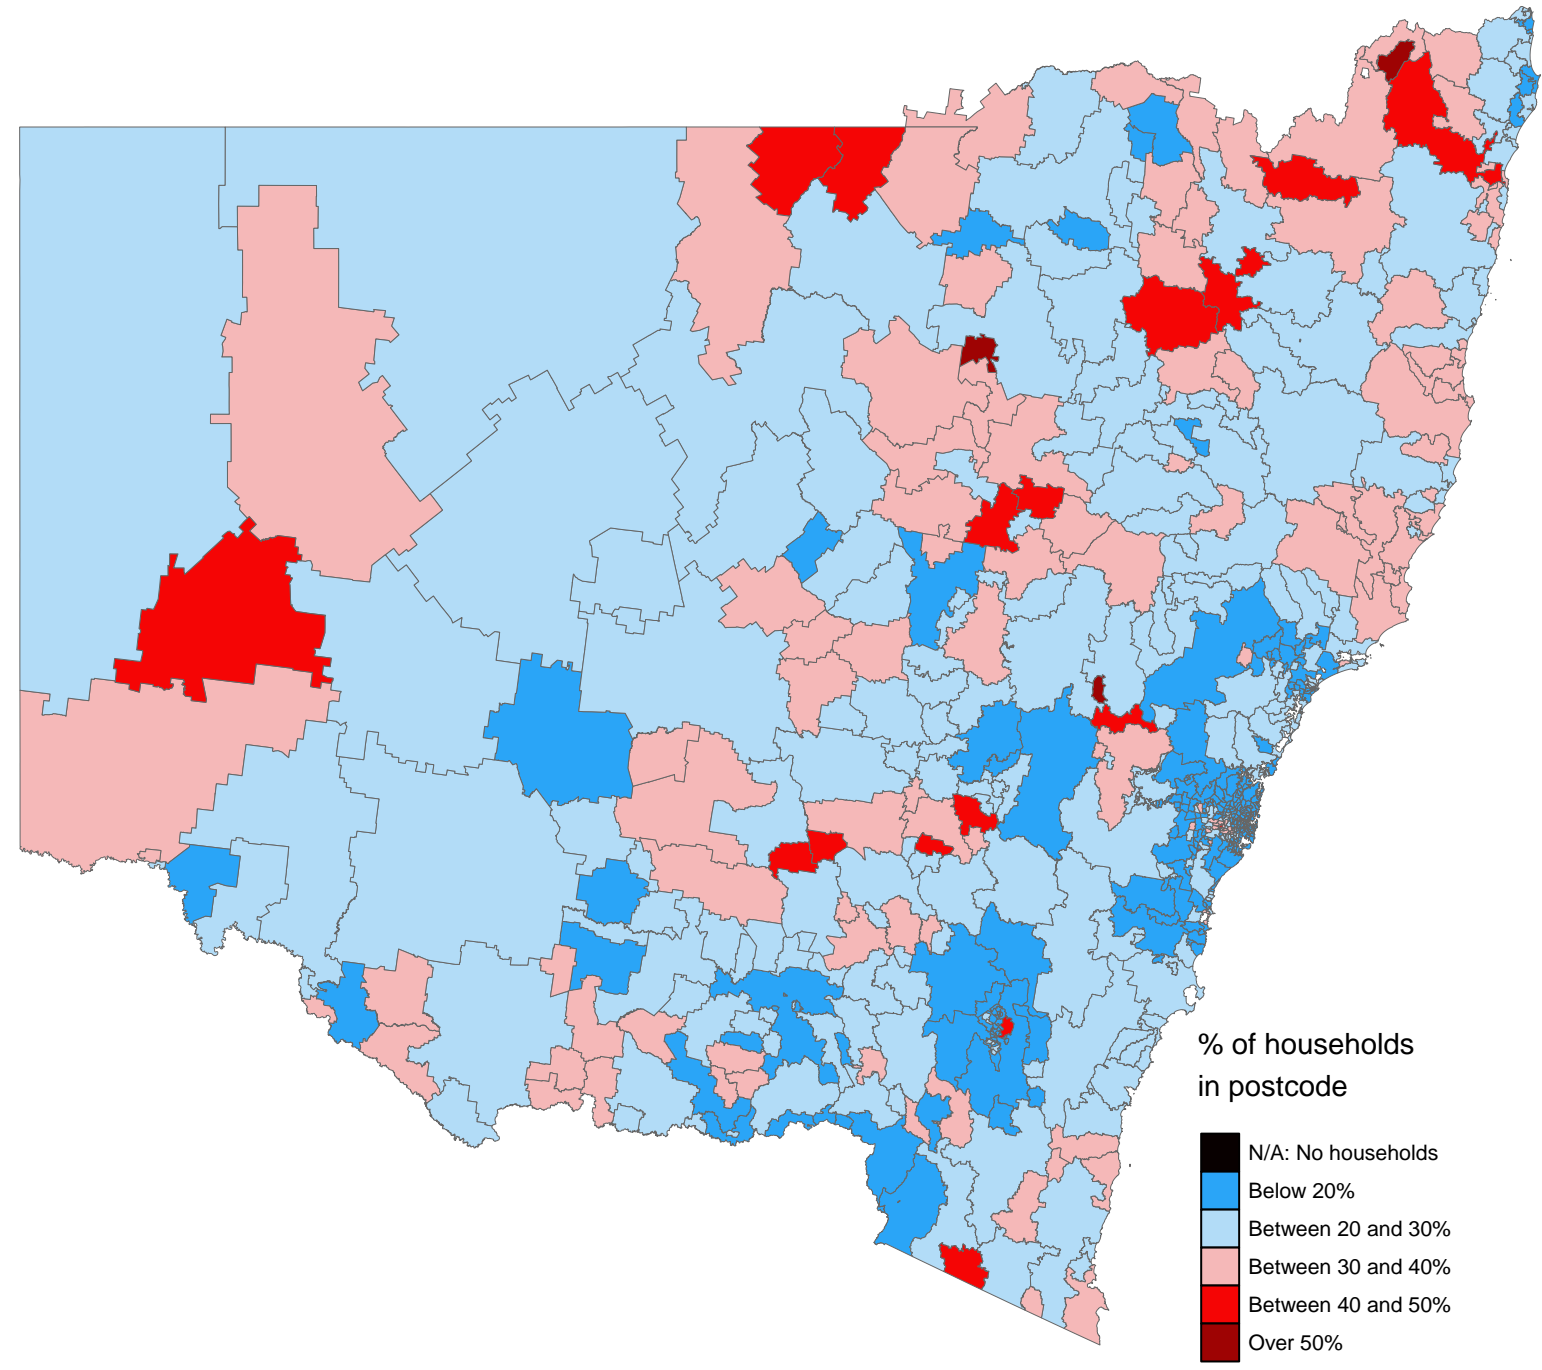 % of households
in postcode
N/A: No households
Below 20%
Between 20 and 30%
Between 30 and 40%
Between 40 and 50%
Over 50%